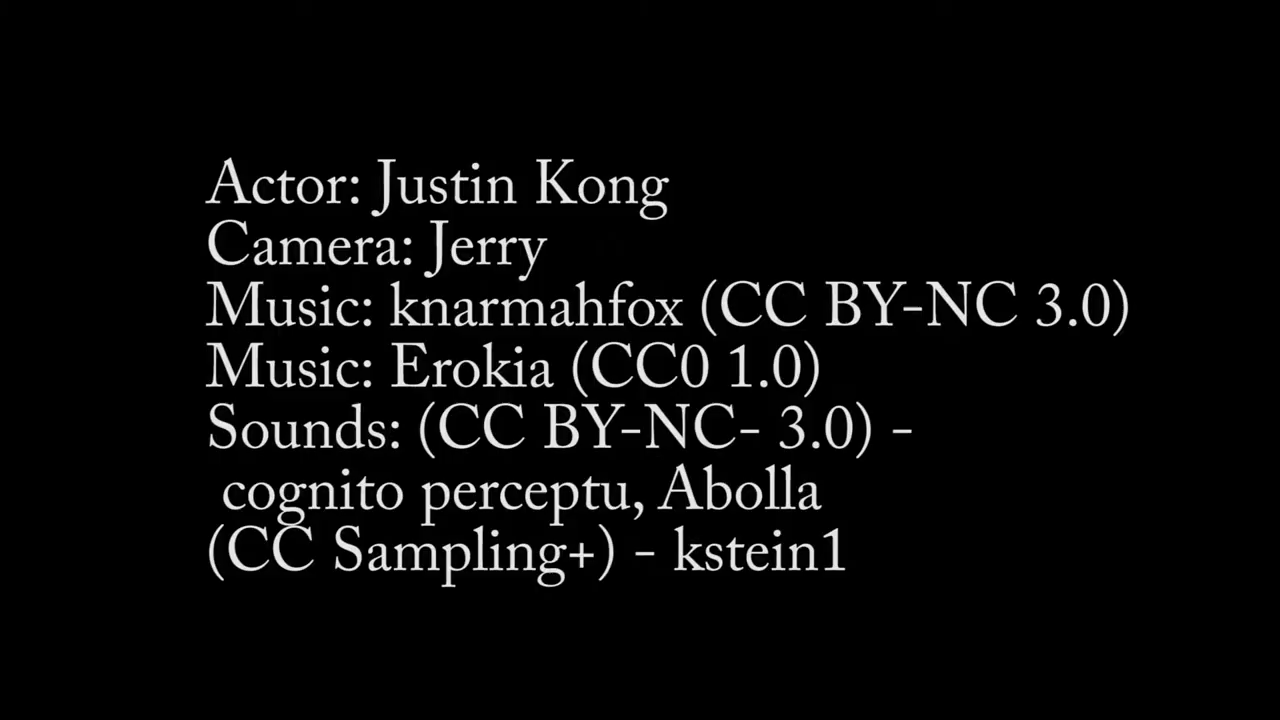 Actor: Justin Kong
Camera: Jerry
Music: knarmahfox (CC BY-NC 3.0)
Music: Erokia (CC0 1.0)
Sounds: (CC BY-NC- 3.0) -
cognito perceptu, Abolla
(CC Sampling+) - kstein1